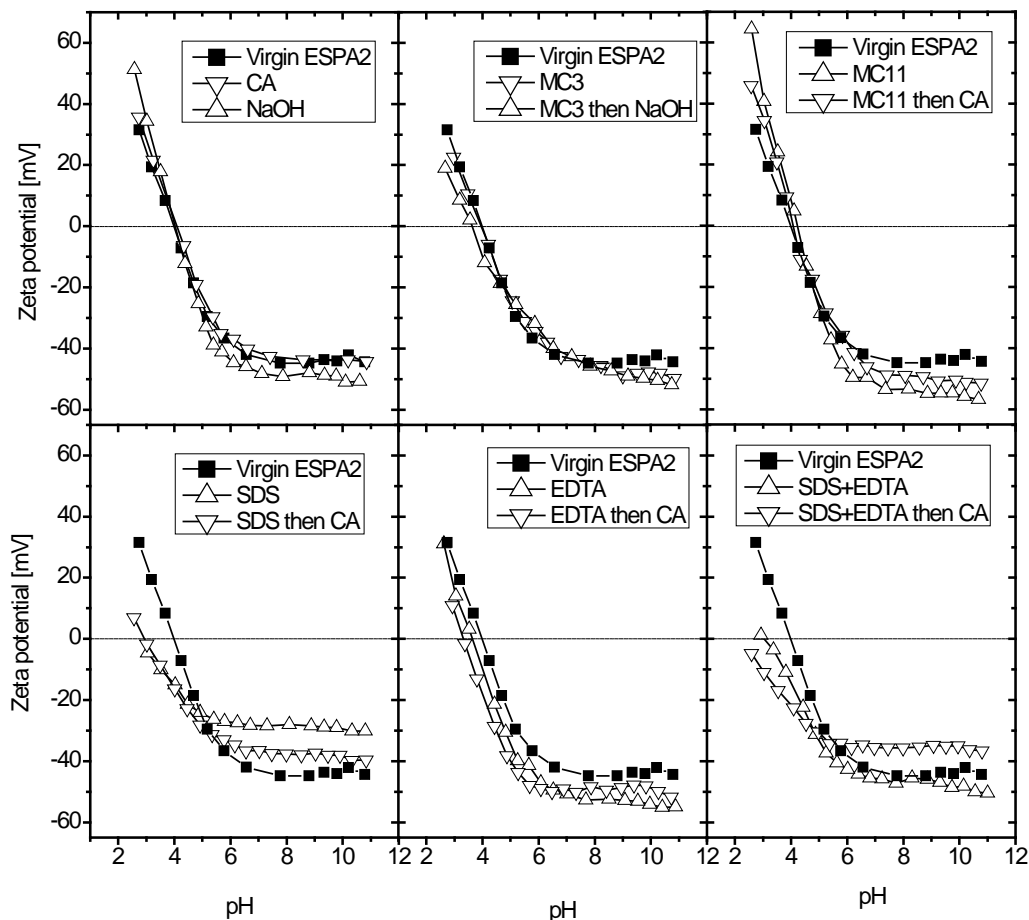 60
40
20
0
-20
-40
-60
Zeta potential [mV]
Virgin ESPA2
CA
NaOH
Virgin ESPA2
MC3
MC3 then NaOH
Virgin ESPA2
MC11
MC11 then CA
60
40
20
0
-20
-40
-60
Zeta potential [mV]
Virgin ESPA2
SDS
SDS then CA
Virgin ESPA2
EDTA
EDTA then CA
Virgin ESPA2
SDS+EDTA
SDS+EDTA then CA
2 4 6 8 10 12 2 4 6 8 10 12 2 4 6 8 10 12
pH pH pH